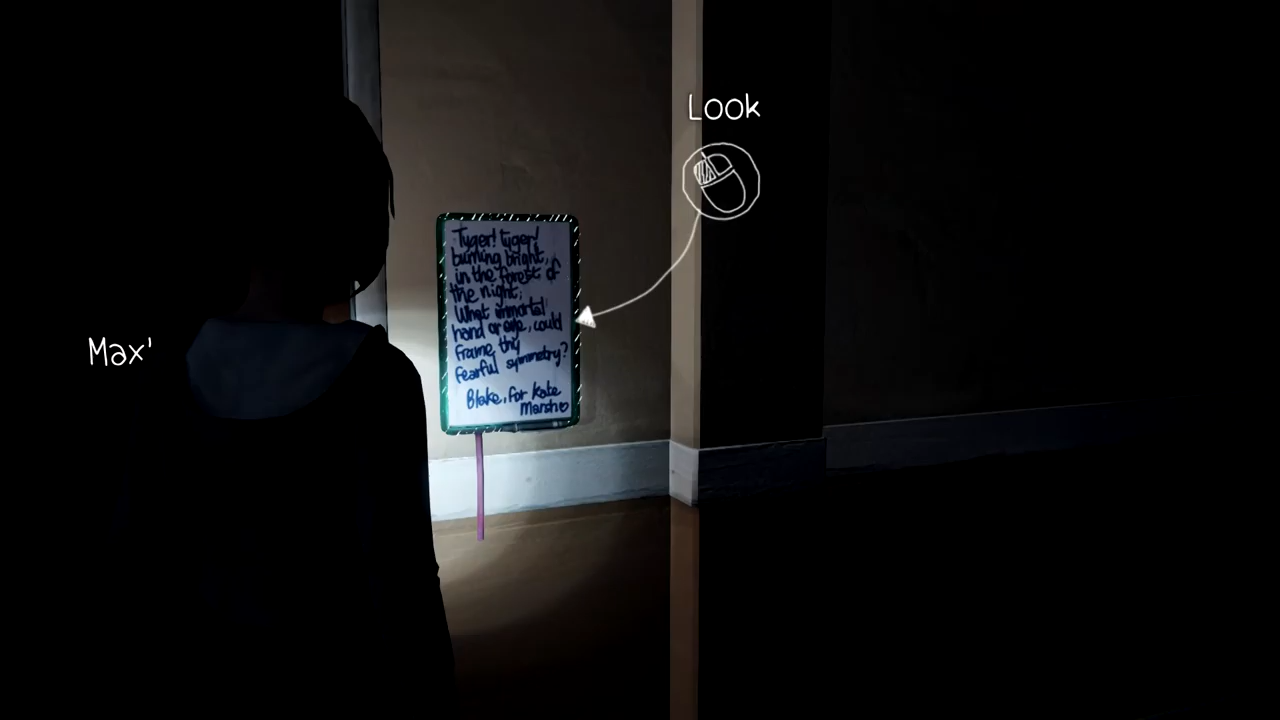 Look
Tyger! tyger!
burning bright,
in the forest of
the night;
What immortal
hand or eye, could
frame thy
fearful symmetry?
Blake, for Kate
Marsh
Max'